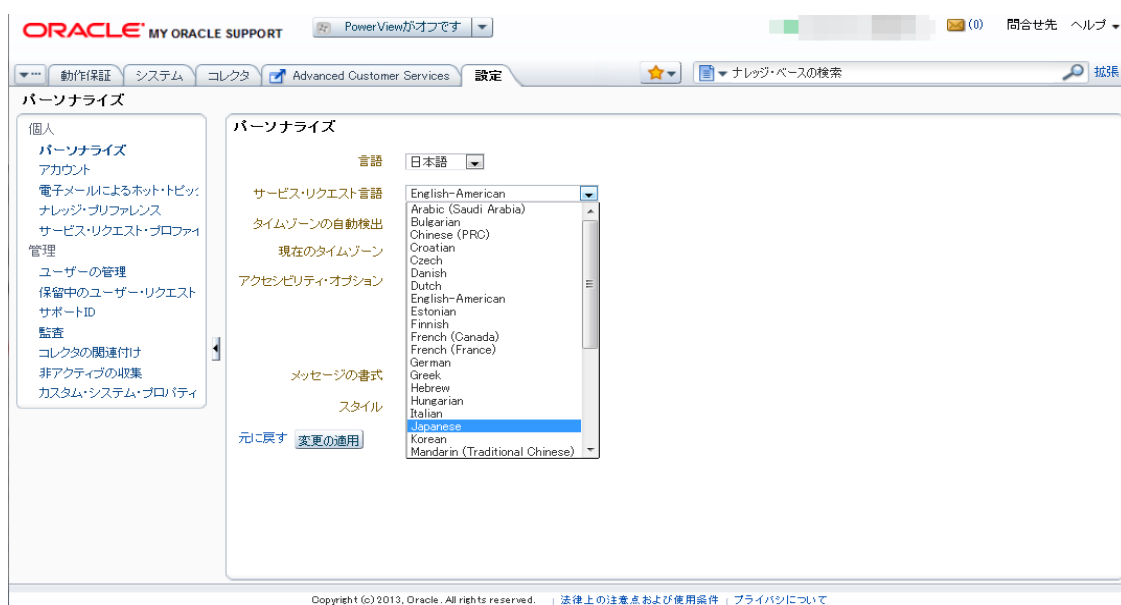 ORACLE MY ORACLE SUPPORT
PowerViewがオフです
(0)
問合せ先
ヘルプ
動作保証
システム
コレクタ
Advanced Customer Services
設定
ナレッジ・ベースの検索
拡張
パーソナライズ
個人
パーソナライズ
アカウント
電子メールによるホット・トピッ
ナレッジ・プリファレンス
サービス・リクエスト・プロファイ
管理
ユーザーの管理
保留中のユーザー・リクエスト
サポートID
監査
コレクタの関連付け
非アクティブの収集
カスタム・システム・プロパティ
パーソナライズ
言語 日本語
サービス・リクエスト言語 English-American
タイムゾーンの自動検出
現在のタイムゾーン
アクセシビリティ・オプション
メッセージの書式
スタイル
Arabic (Saudi Arabia)
Bulgarian
Chinese (PRC)
Croatian
Czech
Danish
Dutch
English-American
Estonian
Finnish
French (Canada)
French (France)
German
Greek
Hebrew
Hungarian
Italian
Japanese
Korean
Mandarin (Traditional Chinese)
元に戻す 変更の適用
Copyright (c) 2013, Oracle. All rights reserved. | 法律上の注意点および使用条件 | プライバシについて